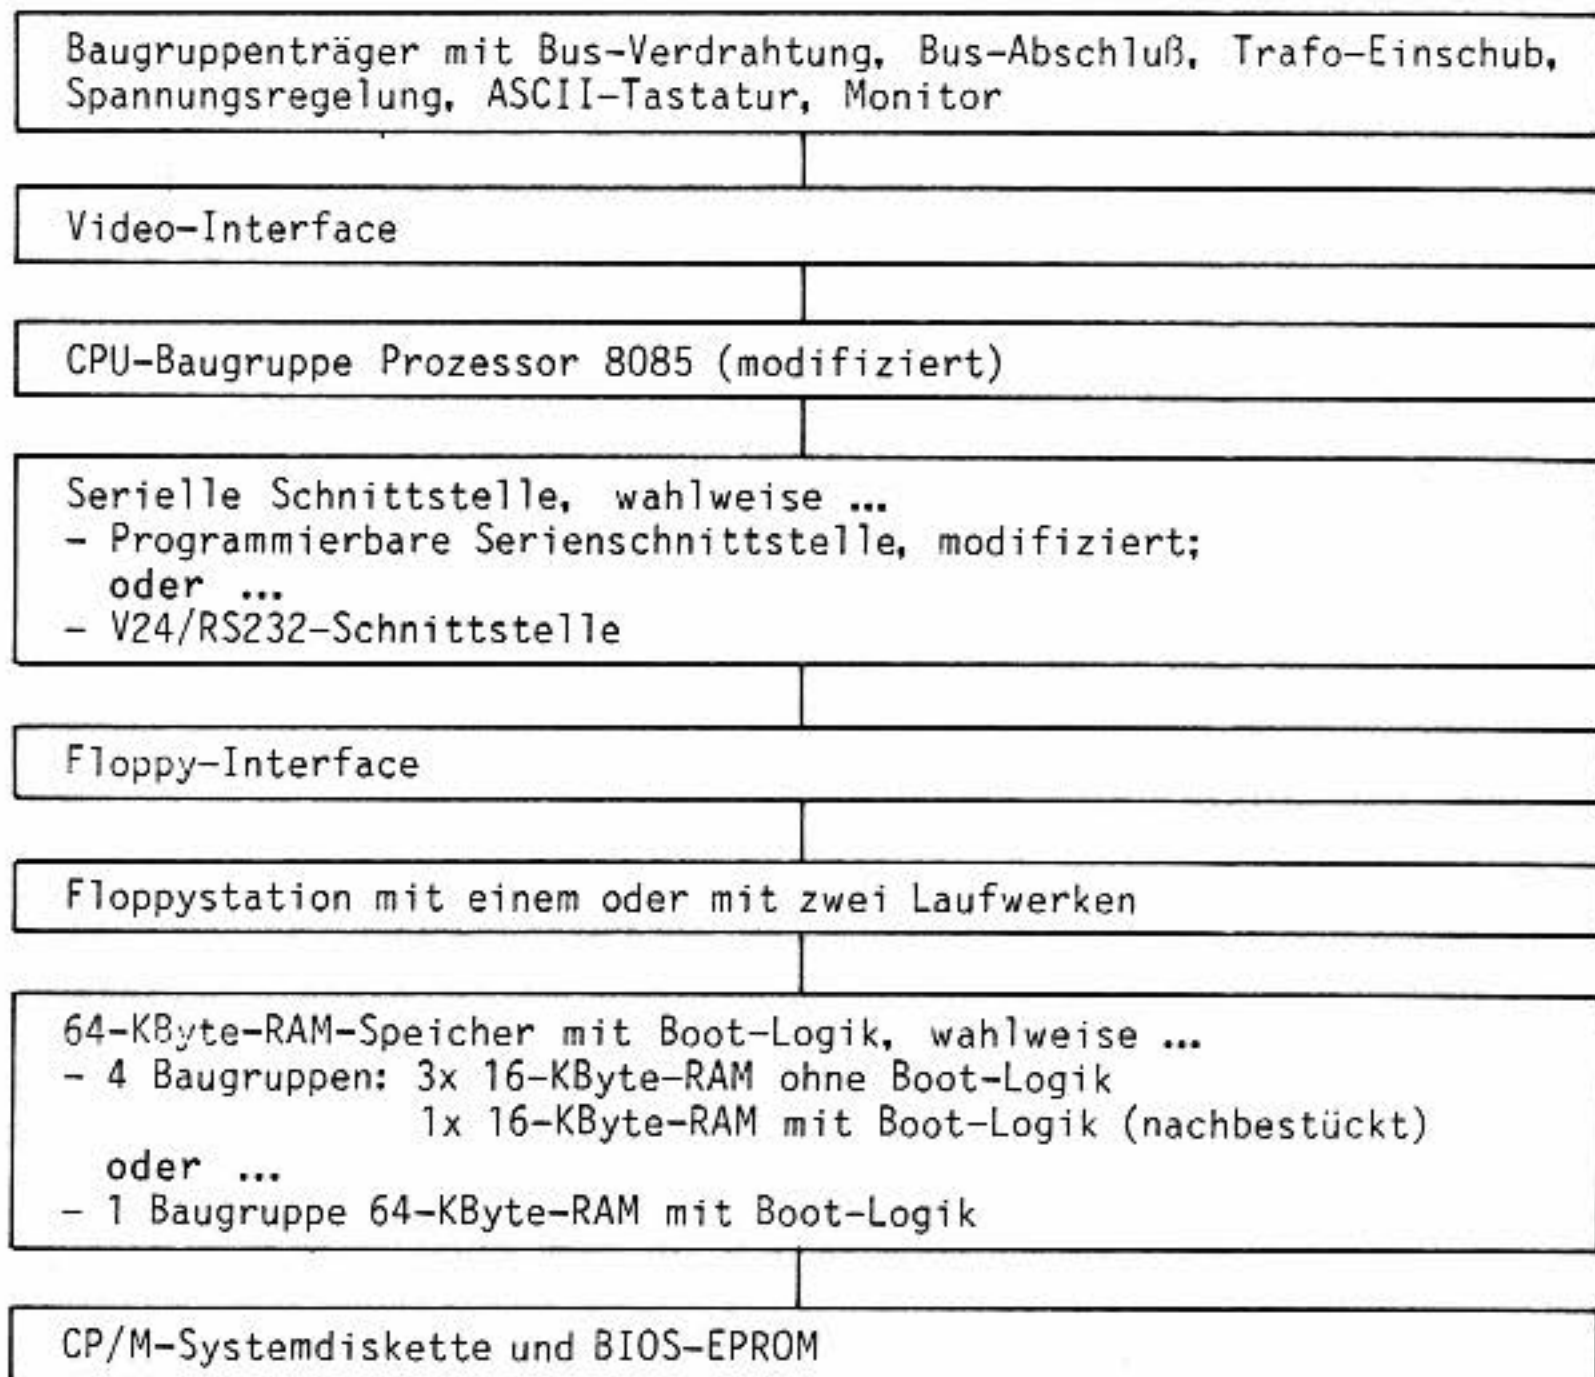 Baugruppenträger mit Bus-Verdrahtung, Bus-Abschluß, Trafo-Einschub,
Spannungsregelung, ASCII-Tastatur, Monitor
Video-Interface
CPU-Baugruppe Prozessor 8085 (modifiziert)
Serielle Schnittstelle, wahlweise ...
- Programmierbare Serienschnittstelle, modifiziert;
oder ...
- V24/RS232-Schnittstelle
Floppy-Interface
Floppystation mit einem oder mit zwei Laufwerken
64-KByte-RAM-Speicher mit Boot-Logik, wahlweise ...
- 4 Baugruppen: 3x 16-KByte-RAM ohne Boot-Logik
1x 16-KByte-RAM mit Boot-Logik (nachbestückt)
oder ...
- 1 Baugruppe 64-KByte-RAM mit Boot-Logik
CP/M-Systemdiskette und BIOS-EPROM